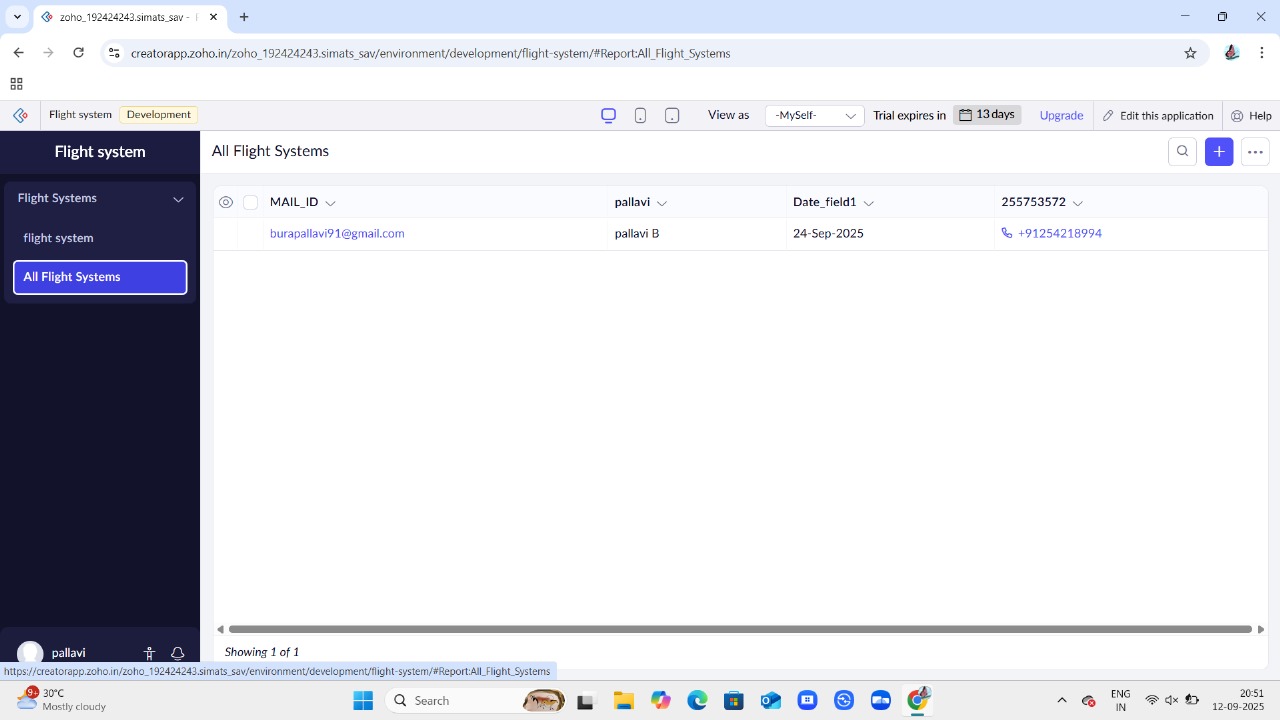 zoho_192424243.simats_sav -
creatorapp.zoho.in/zoho_192424243.simats_sav/environment/development/flight-system/#Report:All_Flight_Systems
Flight system Development View as -MySelf- Trial expires in 13 days Upgrade Edit this application Help
Flight system
All Flight Systems
Flight Systems
flight system
All Flight Systems
MAIL_ID pallavi Date_field1 255753572
burapallavi91@gmail.com pallavi B 24-Sep-2025 +91254218994
Showing 1 of 1
pallavi
https://creatorapp.zoho.in/zoho_192424243.simats_sav/environment/development/flight-system/#Report:All_Flight_Systems
9+
30°C
Mostly cloudy
Search
ENG
IN
20:51
12-09-2025